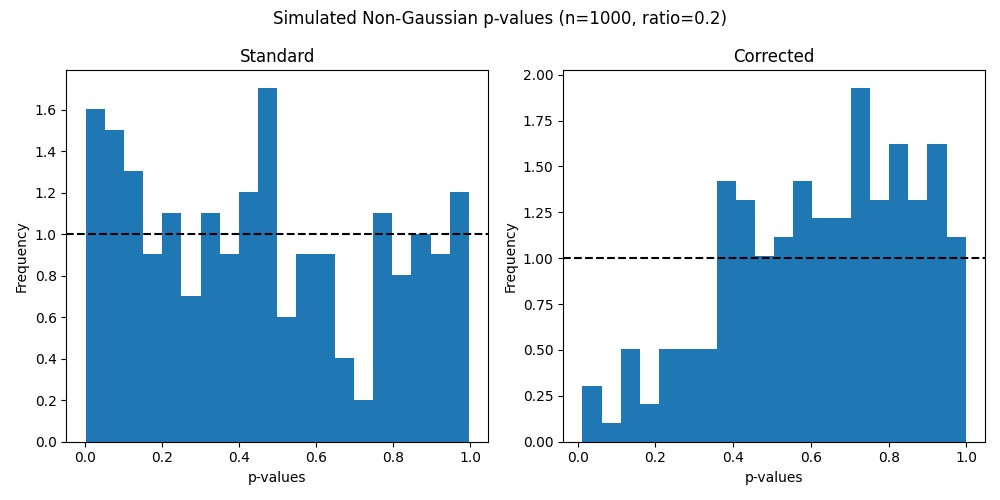 Simulated Non-Gaussian p-values (n=1000, ratio=0.2)
Standard
Frequency
1.6
1.4
1.2
1.0
0.8
0.6
0.4
0.2
0.0
0.0 0.2 0.4 0.6 0.8 1.0
p-values
Corrected
Frequency
2.00
1.75
1.50
1.25
1.00
0.75
0.50
0.25
0.00
0.0 0.2 0.4 0.6 0.8 1.0
p-values